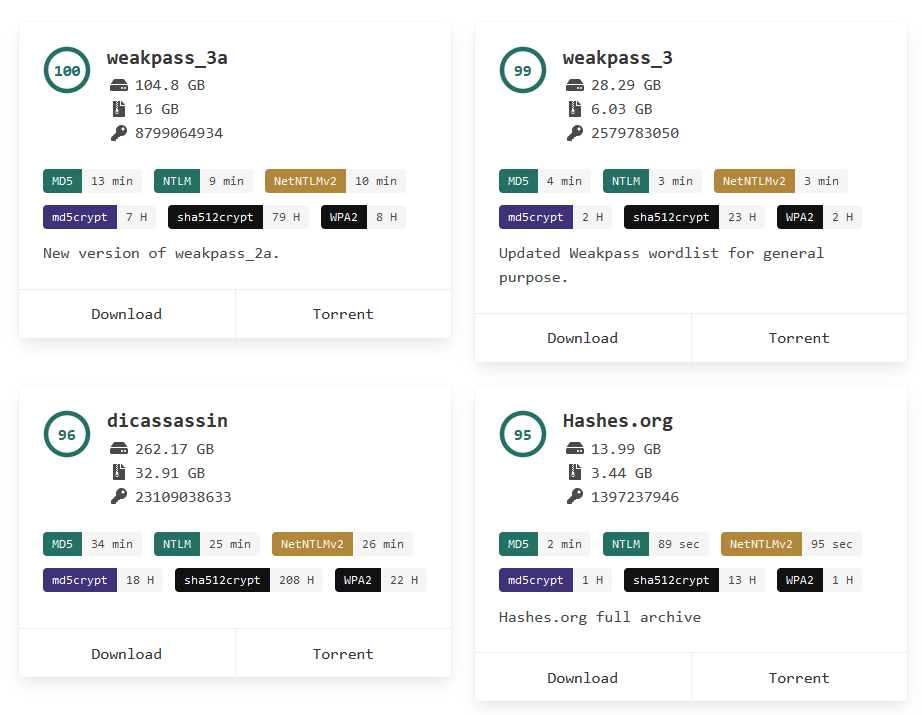 100
weakpass_3a
104.8 GB
16 GB
8799064934
MD5 13 min NTLM 9 min NetNTLMv2 10 min
md5crypt 7 H sha512crypt 79 H WPA2 8 H
New version of weakpass_2a.
Download Torrent
99
weakpass_3
28.29 GB
6.03 GB
2579783050
MD5 4 min NTLM 3 min NetNTLMv2 3 min
md5crypt 2 H sha512crypt 23 H WPA2 2 H
Updated Weakpass wordlist for general
purpose.
Download Torrent
96
dicassassin
262.17 GB
32.91 GB
23109038633
MD5 34 min NTLM 25 min NetNTLMv2 26 min
md5crypt 18 H sha512crypt 208 H WPA2 22 H
Download Torrent
95
Hashes.org
13.99 GB
3.44 GB
1397237946
MD5 2 min NTLM 89 sec NetNTLMv2 95 sec
md5crypt 1 H sha512crypt 13 H WPA2 1 H
Hashes.org full archive
Download Torrent